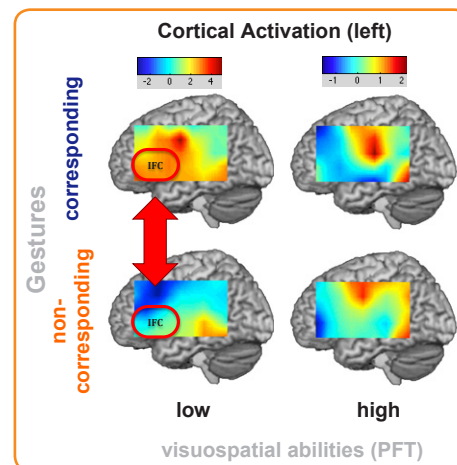 Cortical Activation (left)
-2 0 2 4
-1 0 1 2
Gestures
corresponding
IFC
non-
corresponding
IFC
low
high
visuospatial abilities (PFT)